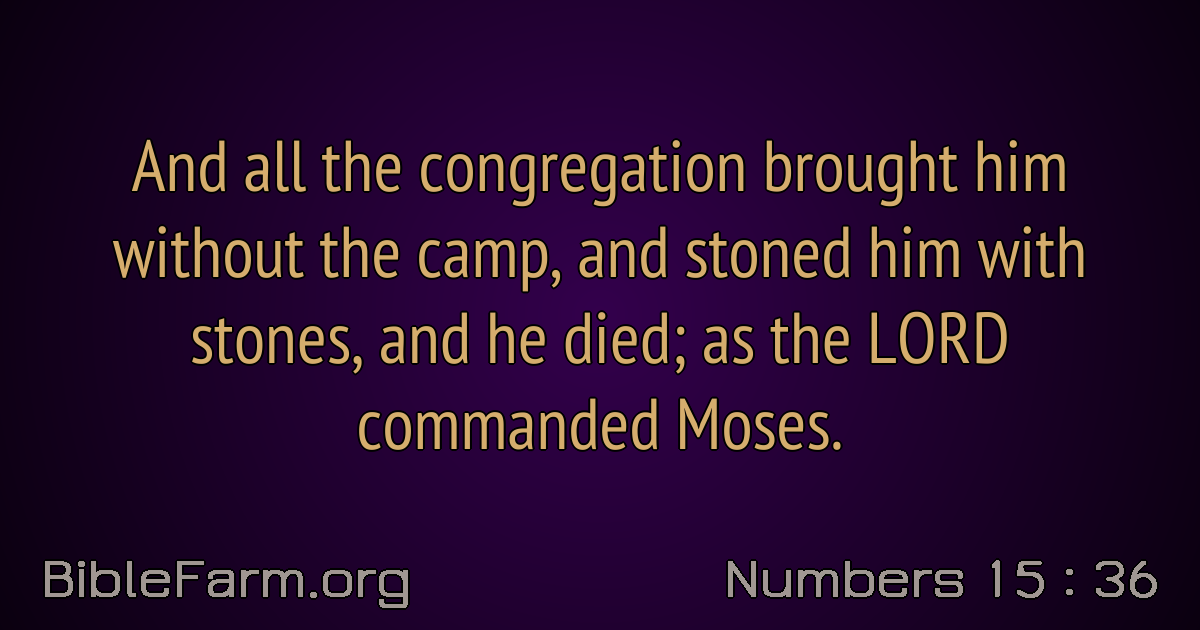 And all the congregation brought him
without the camp, and stoned him with
stones, and he died; as the LORD
commanded Moses.
BibleFarm.org
Numbers 15 : 36